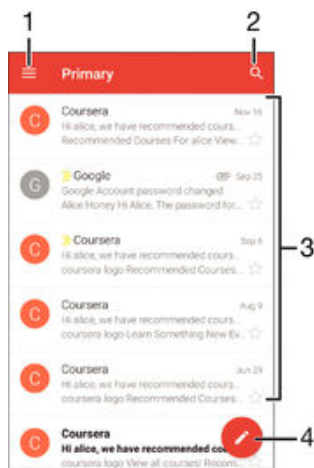 1
2
Primary
C
Coursera
Nov 16
Hi alice, we have recommended cours...
Recommended Courses For alice View...
3
G
Google
Sep 25
Google Account password changed
Alice Honey Hi Alice, The password for...
C
Coursera
Sep 6
Hi alice, we have recommended cours...
coursera logo Recommended Courses...
C
Coursera
Aug 9
Hi alice, we have recommended cours...
coursera logo Learn Something New Ev...
C
Coursera
Jun 29
Hi alice, we have recommended cours...
coursera logo Recommended Courses...
4
C
Coursera
Hi alice, we have recommended co
coursera logo View all courses! Recom...